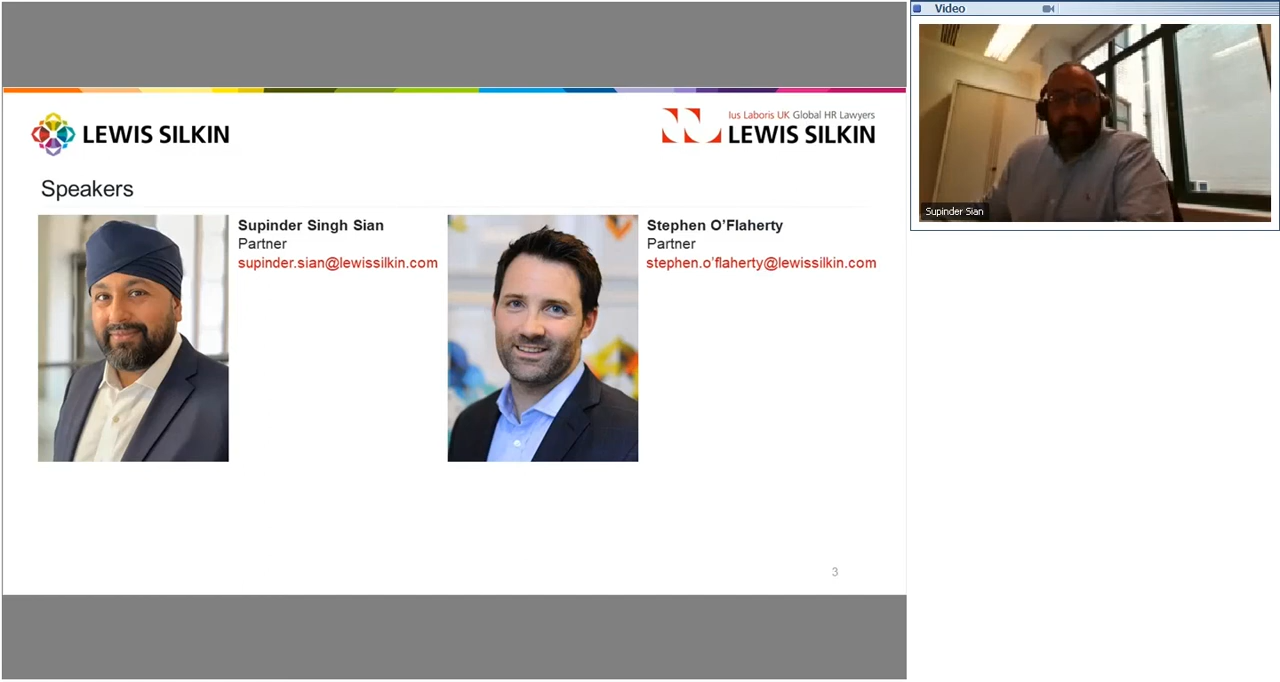 Video
LEWIS SILKIN
Ius Laboris UK Global HR Lawyers
LEWIS SILKIN
Speakers
Supinder Singh Sian
Partner
supinder.sian@lewissilkin.com
Stephen O’Flaherty
Partner
stephen.o’flaherty@lewissilkin.com
3
Supinder Sian